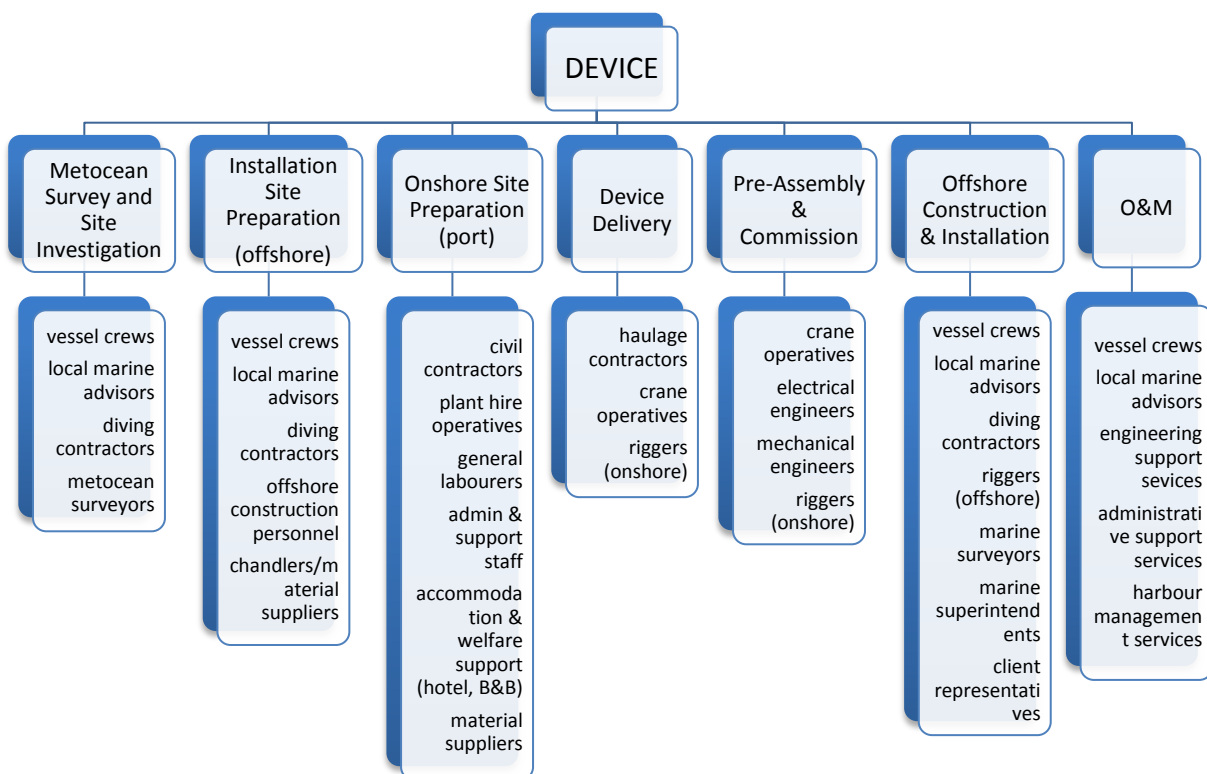 DEVICE
Metocean
Survey and
Site
Investigation
Installation
Site
Preparation
(offshore)
Onshore Site
Preparation
(port)
Device
Delivery
Pre-Assembly
&
Commission
Offshore
Construction
& Installation
O&M
vessel crews
local marine
advisors
diving
contractors
metocean
surveyors
vessel crews
local marine
advisors
diving
contractors
offshore
construction
personnel
chandlers/m
aterial
suppliers
civil
contractors
plant hire
operatives
general
labourers
admin &
support
staff
accommoda
tion &
welfare
support
(hotel, B&B)
material
suppliers
haulage
contractors
crane
operatives
riggers
(onshore)
crane
operatives
electrical
engineers
mechanical
engineers
riggers
(onshore)
vessel crews
local marine
advisors
diving
contractors
riggers
(offshore)
marine
surveyors
marine
superintend
ents
client
representati
ves
vessel crews
local marine
advisors
engineering
support
sevices
administrati
ve support
services
harbour
managemen
t services